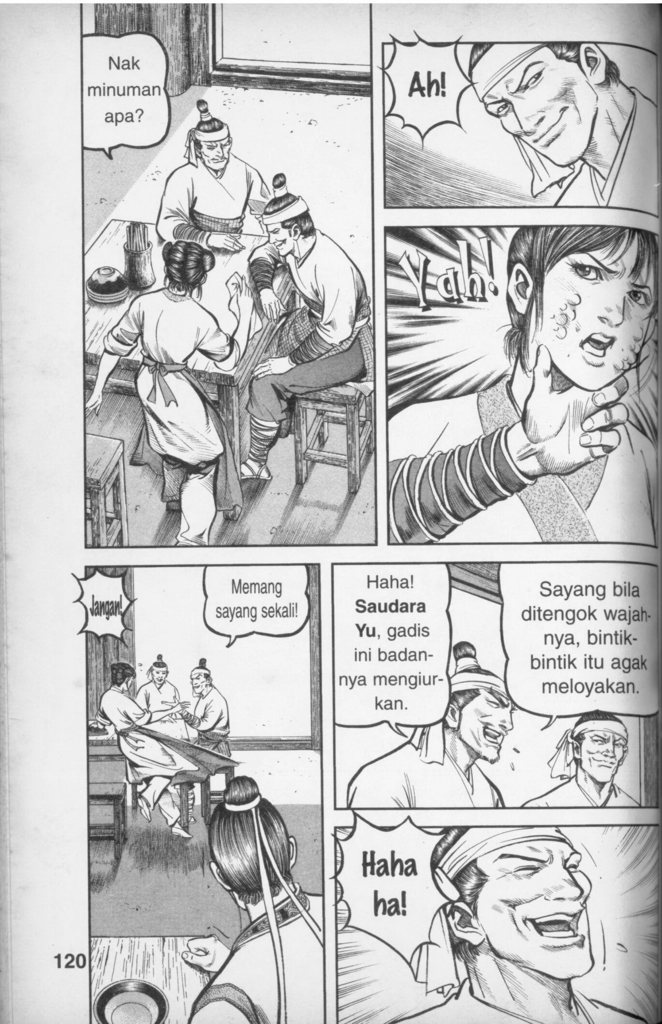 Nak
minuman
apa?
Ah!
Yah!
Jangan!
Memang
sayang sekali!
Haha!
Saudara
Yu, gadis
ini badan-
nya mengiur-
kan.
Sayang bila
ditengok wajah-
nya, bintik-
bintik itu agak
meloyakan.
Haha
ha!
120